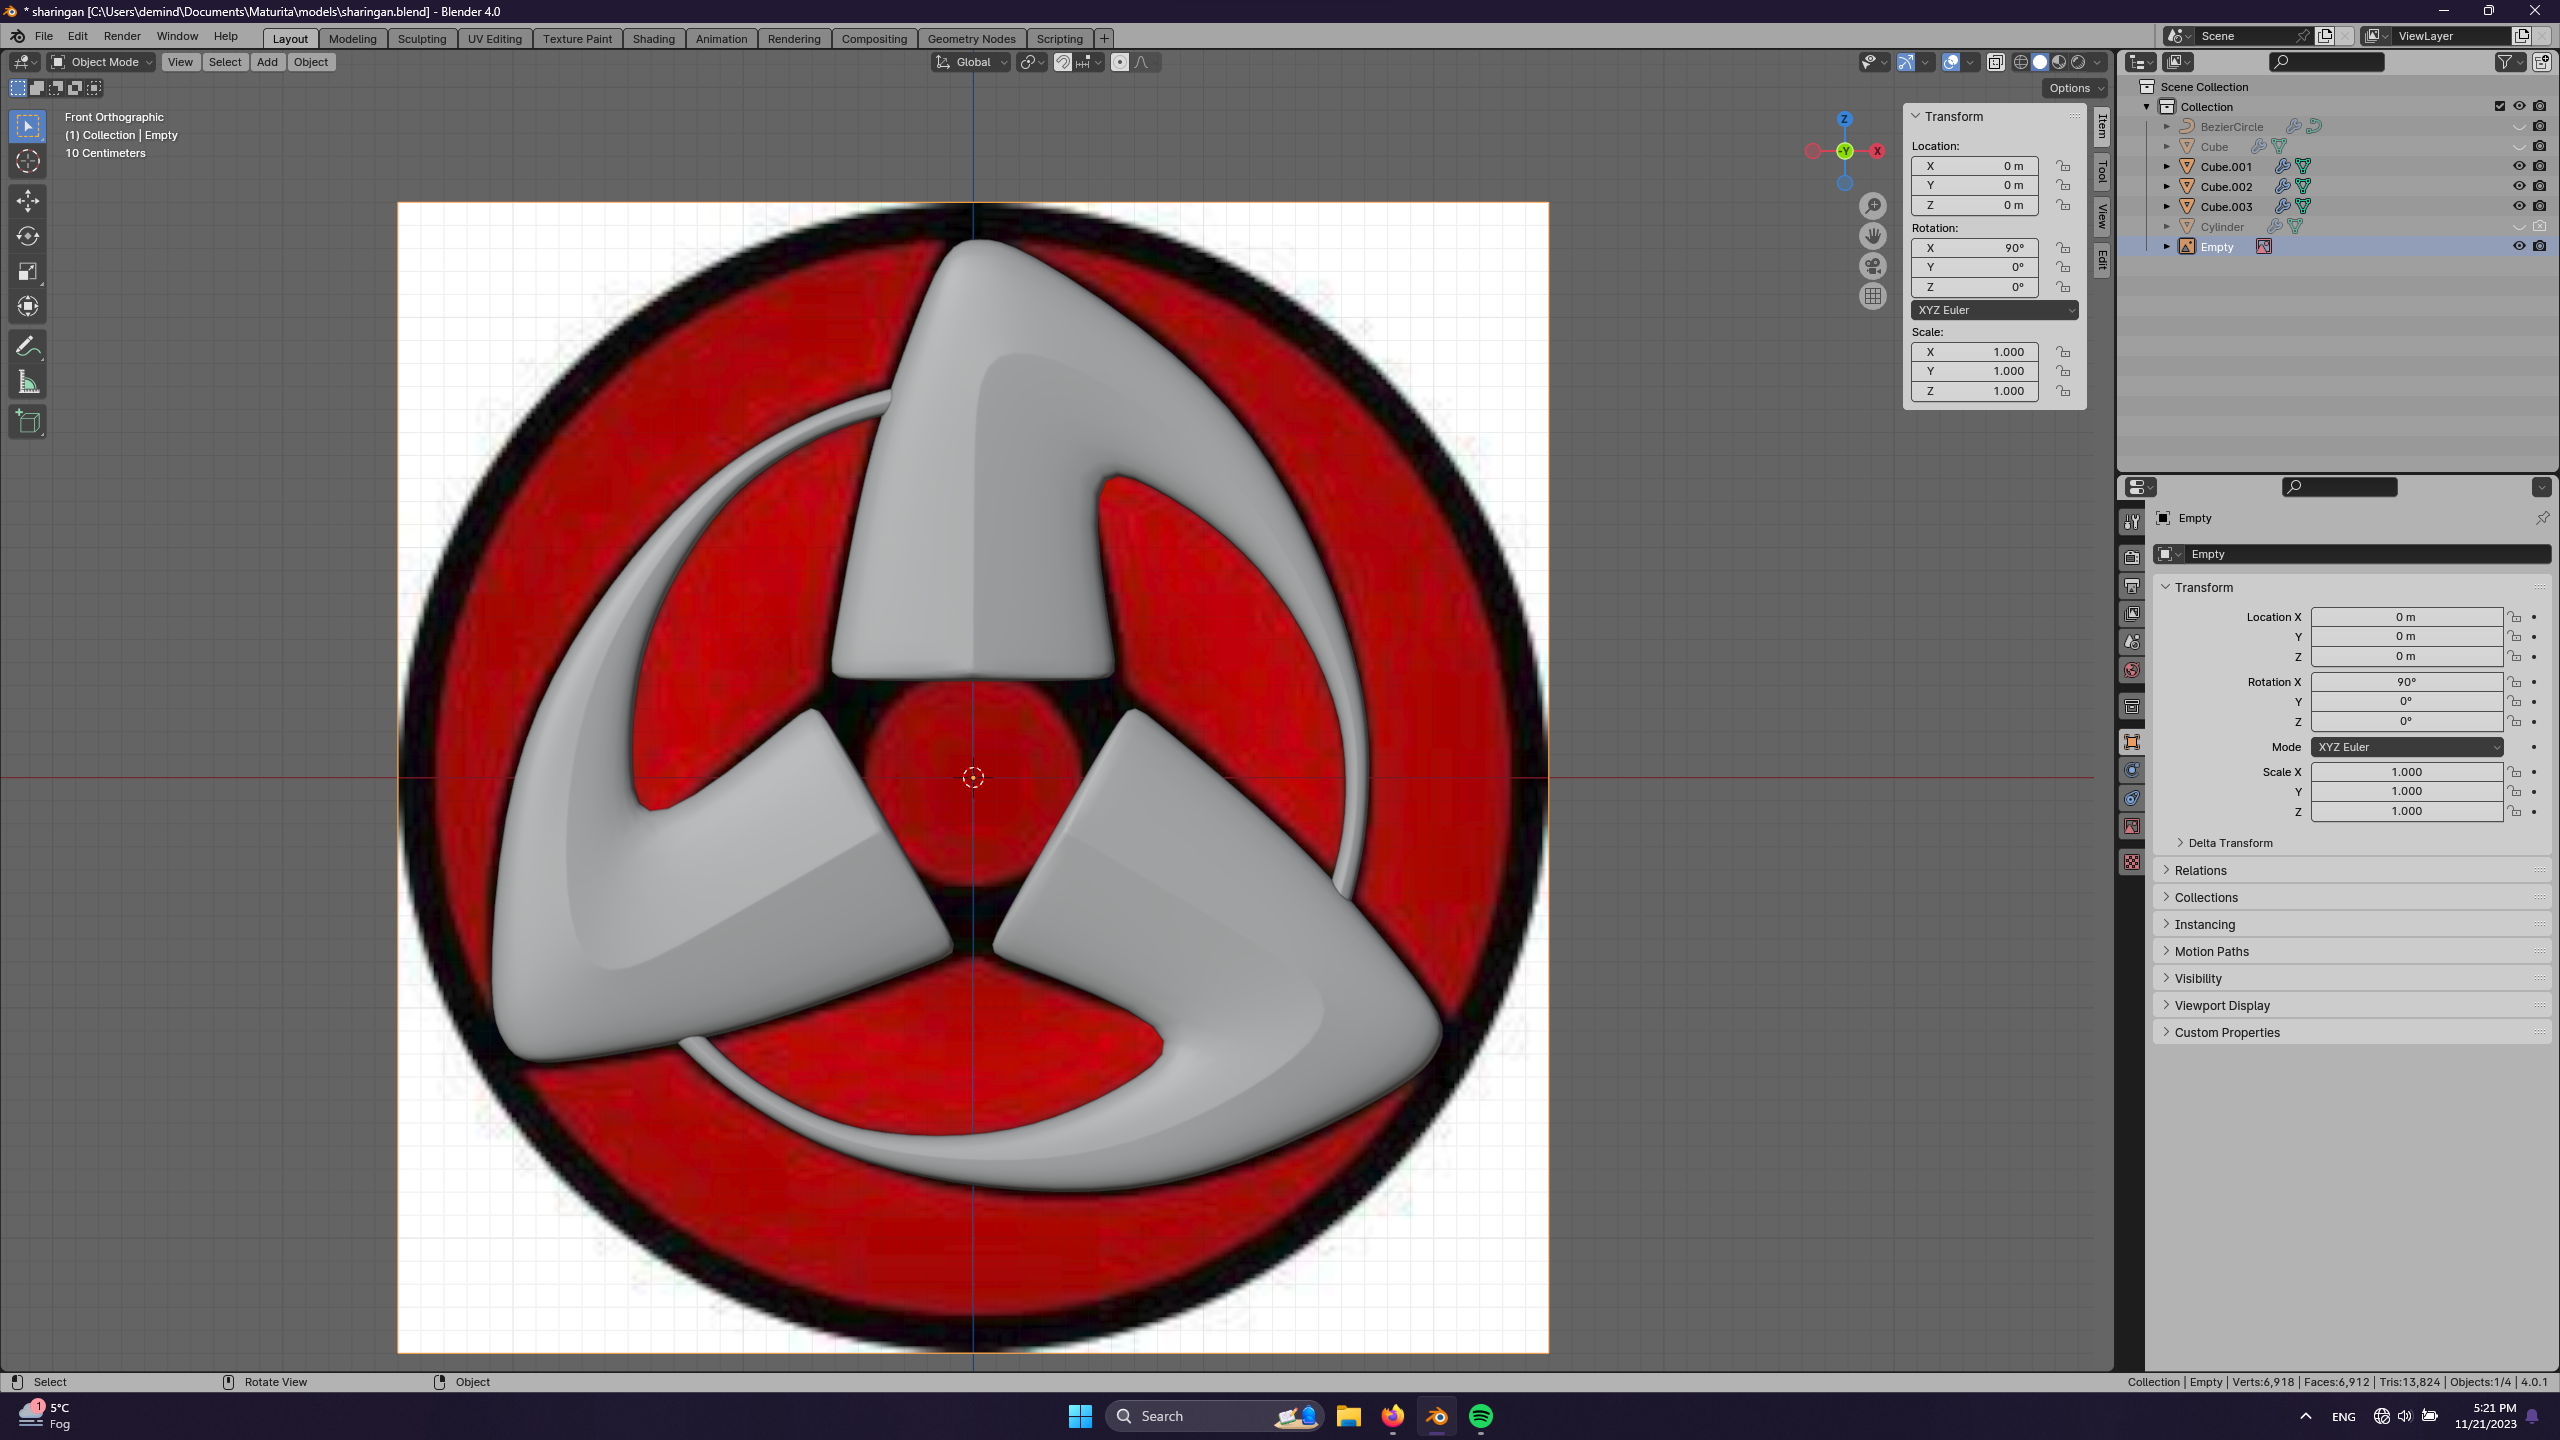 * sharingan [C:\Users\demind\Documents\Maturita\models\sharingan.blend] - Blender 4.0
File Edit Render Window Help Layout Modeling Sculpting UV Editing Texture Paint Shading Animation Rendering Compositing Geometry Nodes Scripting + Scene ViewLayer
Object Mode View Select Add Object Global
Options
Front Orthographic
(1) Collection | Empty
10 Centimeters
Z
-Y
X
Transform
Location:
X 0 m
Y 0 m
Z 0 m
Rotation:
X 90°
Y 0°
Z 0°
XYZ Euler
Scale:
X 1.000
Y 1.000
Z 1.000
Item
Tool
View
Edit
Scene Collection
Collection
BezierCircle
Cube
Cube.001
Cube.002
Cube.003
Cylinder
Empty
Empty
Empty
Transform
Location X 0 m
Y 0 m
Z 0 m
Rotation X 90°
Y 0°
Z 0°
Mode XYZ Euler
Scale X 1.000
Y 1.000
Z 1.000
Delta Transform
Relations
Collections
Instancing
Motion Paths
Visibility
Viewport Display
Custom Properties
Select Rotate View Object Collection | Empty | Verts:6,918 | Faces:6,912 | Tris:13,824 | Objects:1/4 | 4.0.1
1
5°C
Fog
Search
ENG
5:21 PM
11/21/2023